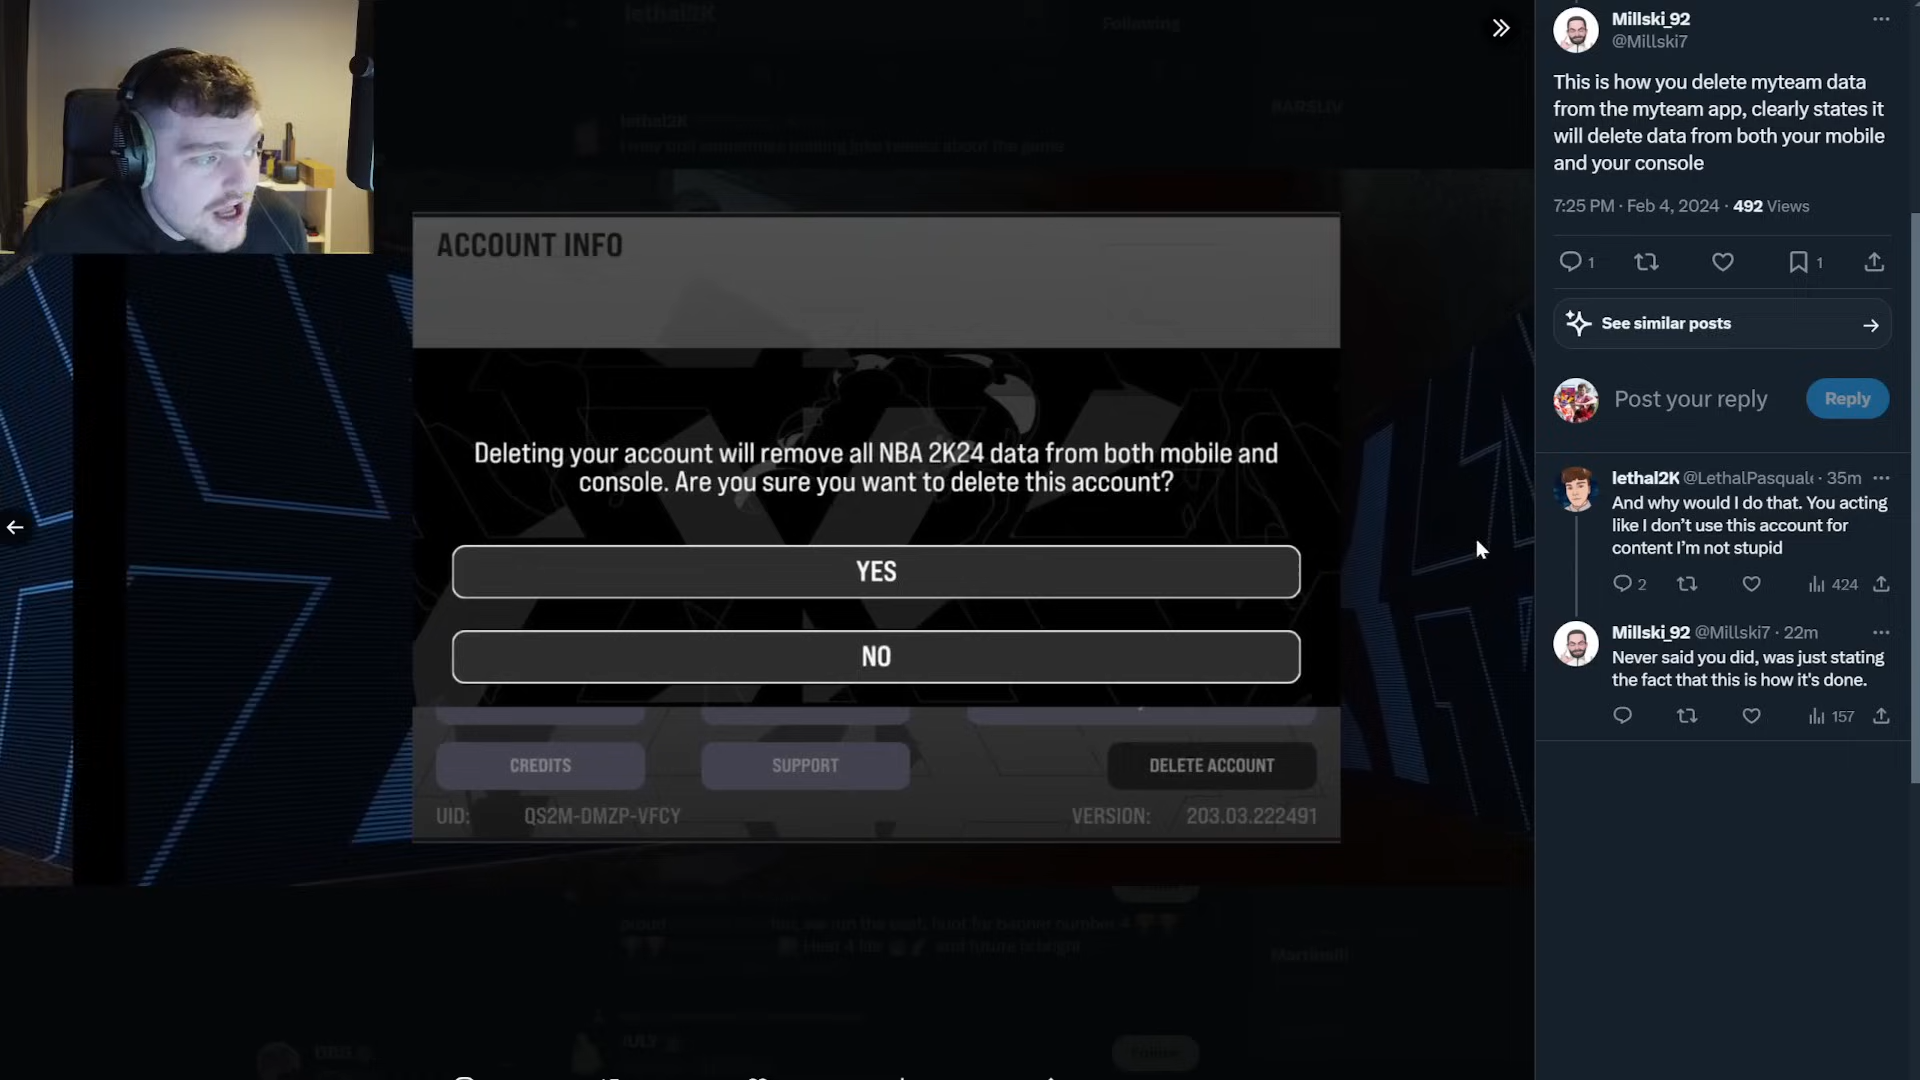 lethal2K
Following
BARSLIV
lethal2K
ACCOUNT INFO
Deleting your account will remove all NBA 2K24 data from both mobile and
console. Are you sure you want to delete this account?
YES
NO
CREDITS
SUPPORT
DELETE ACCOUNT
UID: QS2M-DMZP-VFCY
VERSION: 203.03.222491
Martinelli
Millski_92
@Millski7
This is how you delete myteam data
from the myteam app, clearly states it
will delete data from both your mobile
and your console
7:25 PM · Feb 4, 2024 · 492 Views
1
1
See similar posts
Post your reply
Reply
lethal2K @LethalPasquale · 35m
And why would I do that. You acting
like I don’t use this account for
content I’m not stupid
2
424
Millski_92 @Millski7 · 22m
Never said you did, was just stating
the fact that this is how it's done.
157